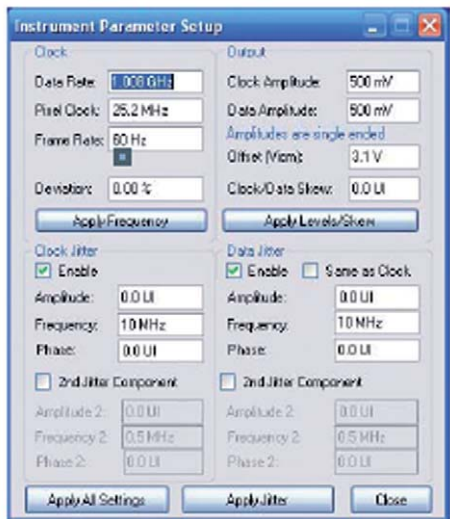 Instrument Parameter Setup
Clock
Data Rate: 1.008 GHz
Pixel Clock: 25.2 MHz
Frame Rate: 60 Hz
Deviation: 0.00 %
Apply Frequency
Output
Clock Amplitude: 500 mV
Data Amplitude: 500 mV
Amplitudes are single ended
Offset (Vicm): 3.1 V
Clock/Data Skew: 0.0 UI
Apply Levels/Skew
Clock Jitter
Enable
Amplitude: 0.0 UI
Frequency: 10 MHz
Phase: 0.0 UI
2nd Jitter Component
Amplitude 2: 0.0 UI
Frequency 2: 0.5 MHz
Phase 2: 0.0 UI
Data Jitter
Enable Same as Clock
Amplitude: 0.0 UI
Frequency: 10 MHz
Phase: 0.0 UI
2nd Jitter Component
Amplitude 2: 0.0 UI
Frequency 2: 0.5 MHz
Phase 2: 0.0 UI
Apply All Settings Apply Jitter Close